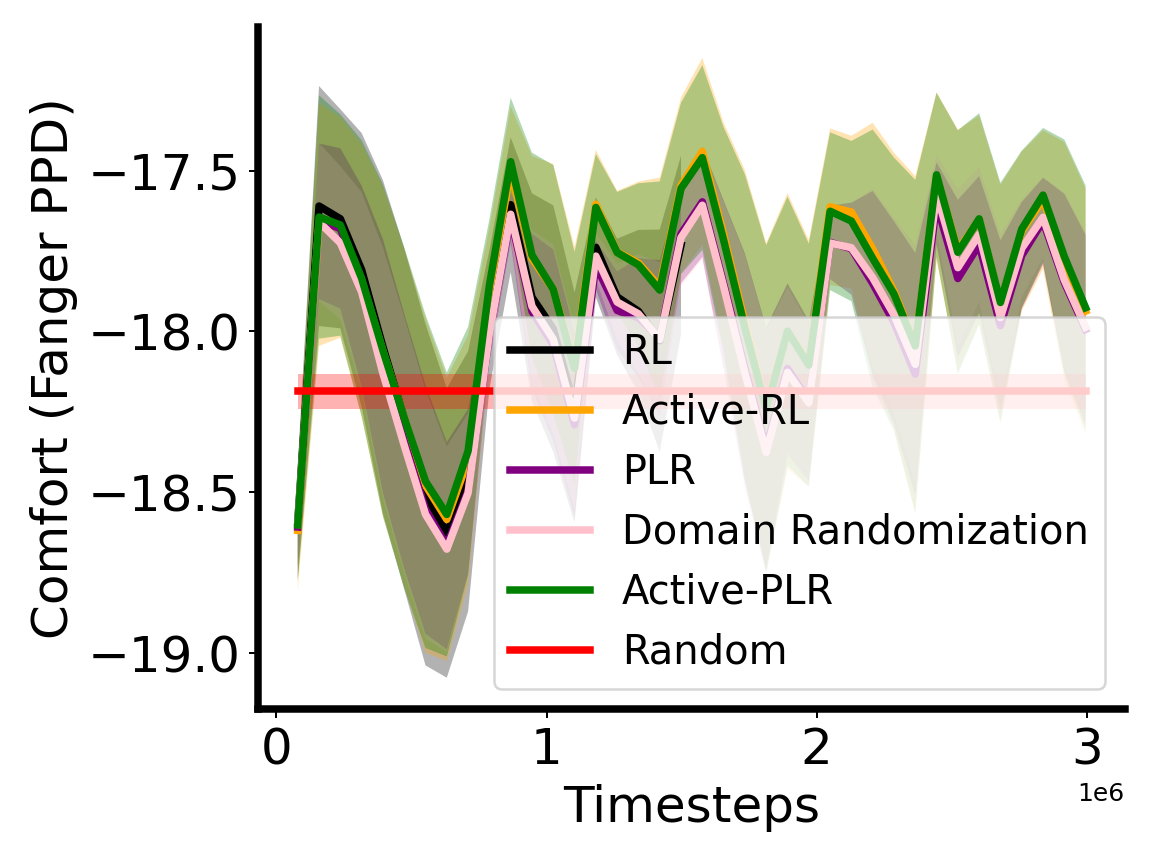 Comfort (Fanger PPD)
−17.5
−18.0
−18.5
−19.0
RL
Active-RL
PLR
Domain Randomization
Active-PLR
Random
0
1
2
3
1e6
Timesteps